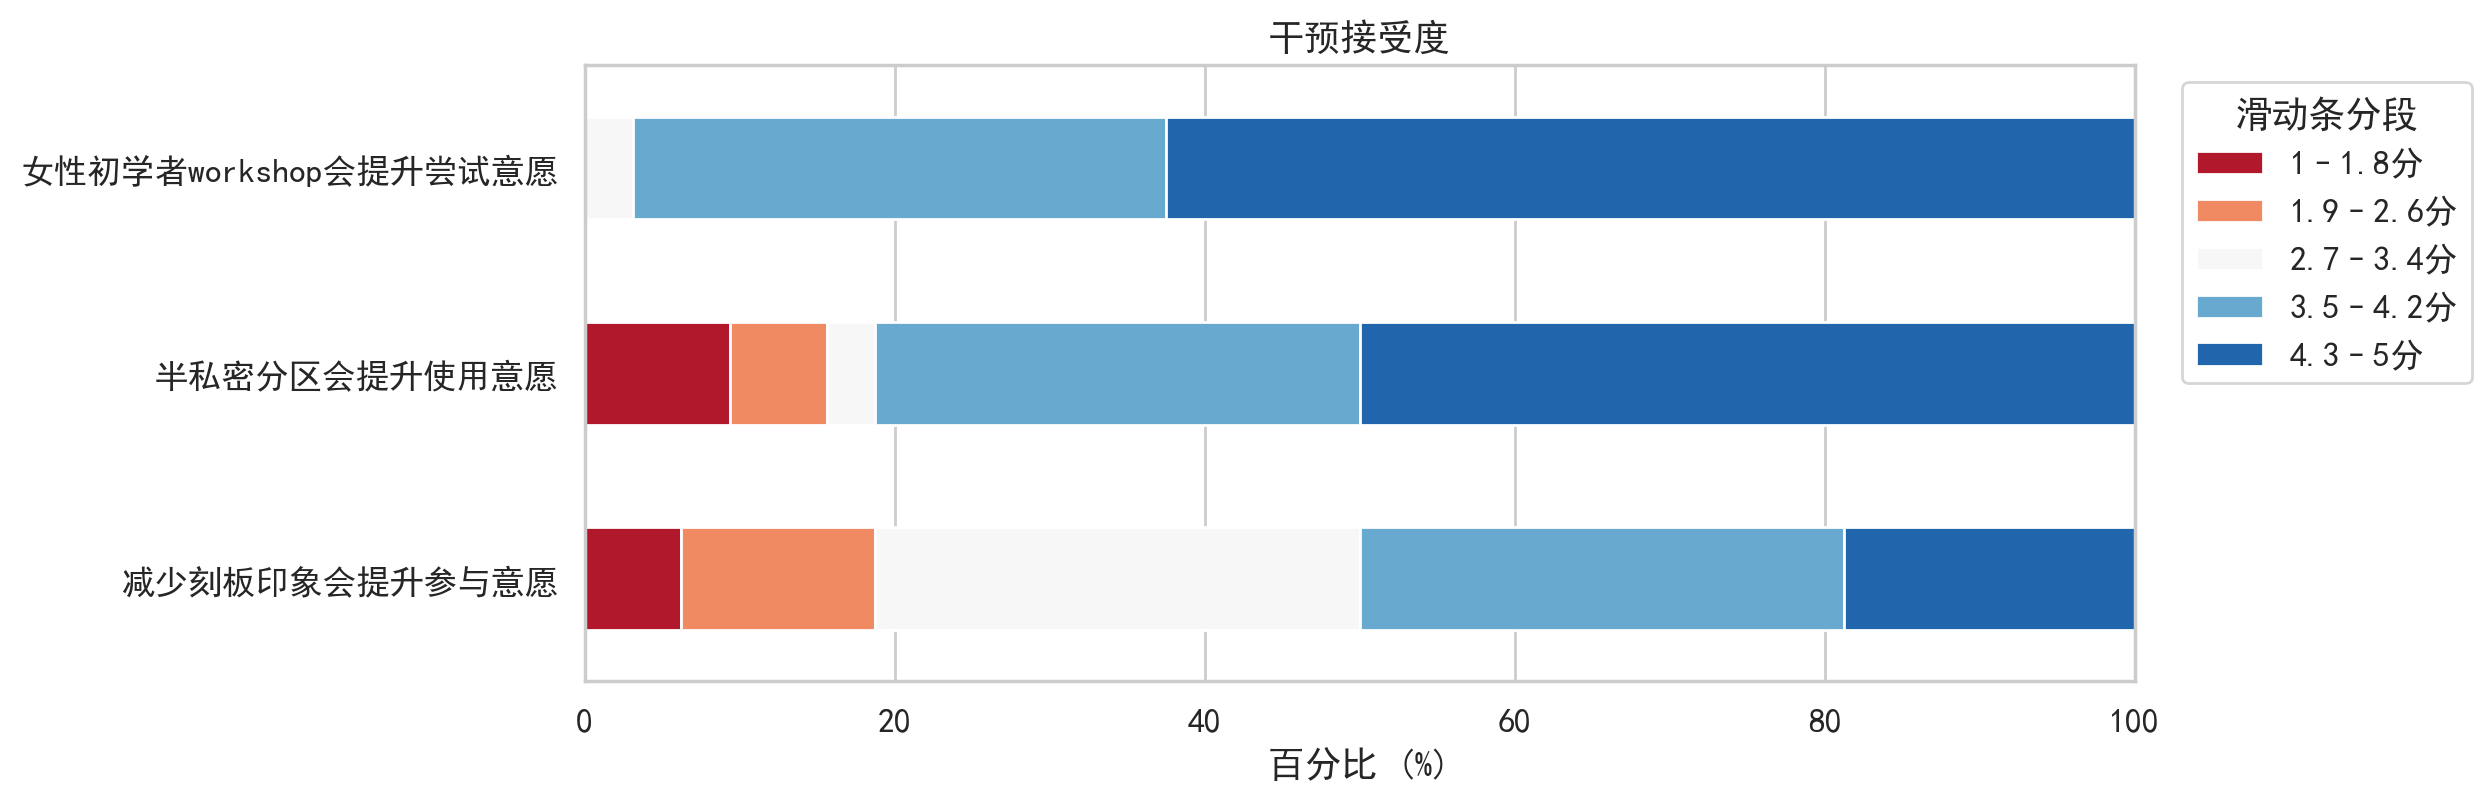 干预接受度
女性初学者workshop会提升尝试意愿
半私密分区会提升使用意愿
减少刻板印象会提升参与意愿
0 20 40 60 80 100
百分比 (%)
滑动条分段
1-1.8分
1.9-2.6分
2.7-3.4分
3.5-4.2分
4.3-5分